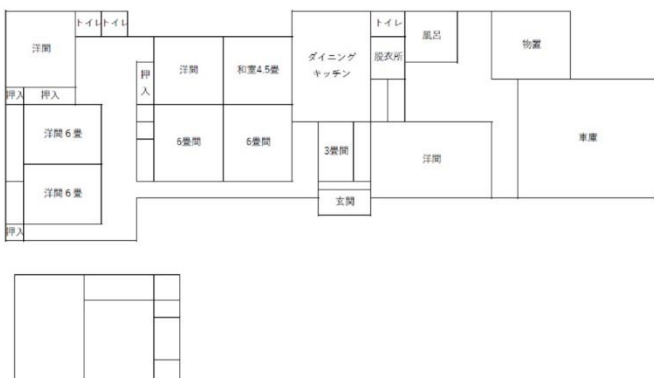 トイレ トイレ
洋間
押入 押入
洋間６畳
洋間６畳
押入
押
入
洋間
和室4.5畳
6畳間
6畳間
ダイニング
キッチン
トイレ
脱衣所
風呂
3畳間
玄関
洋間
物置
車庫